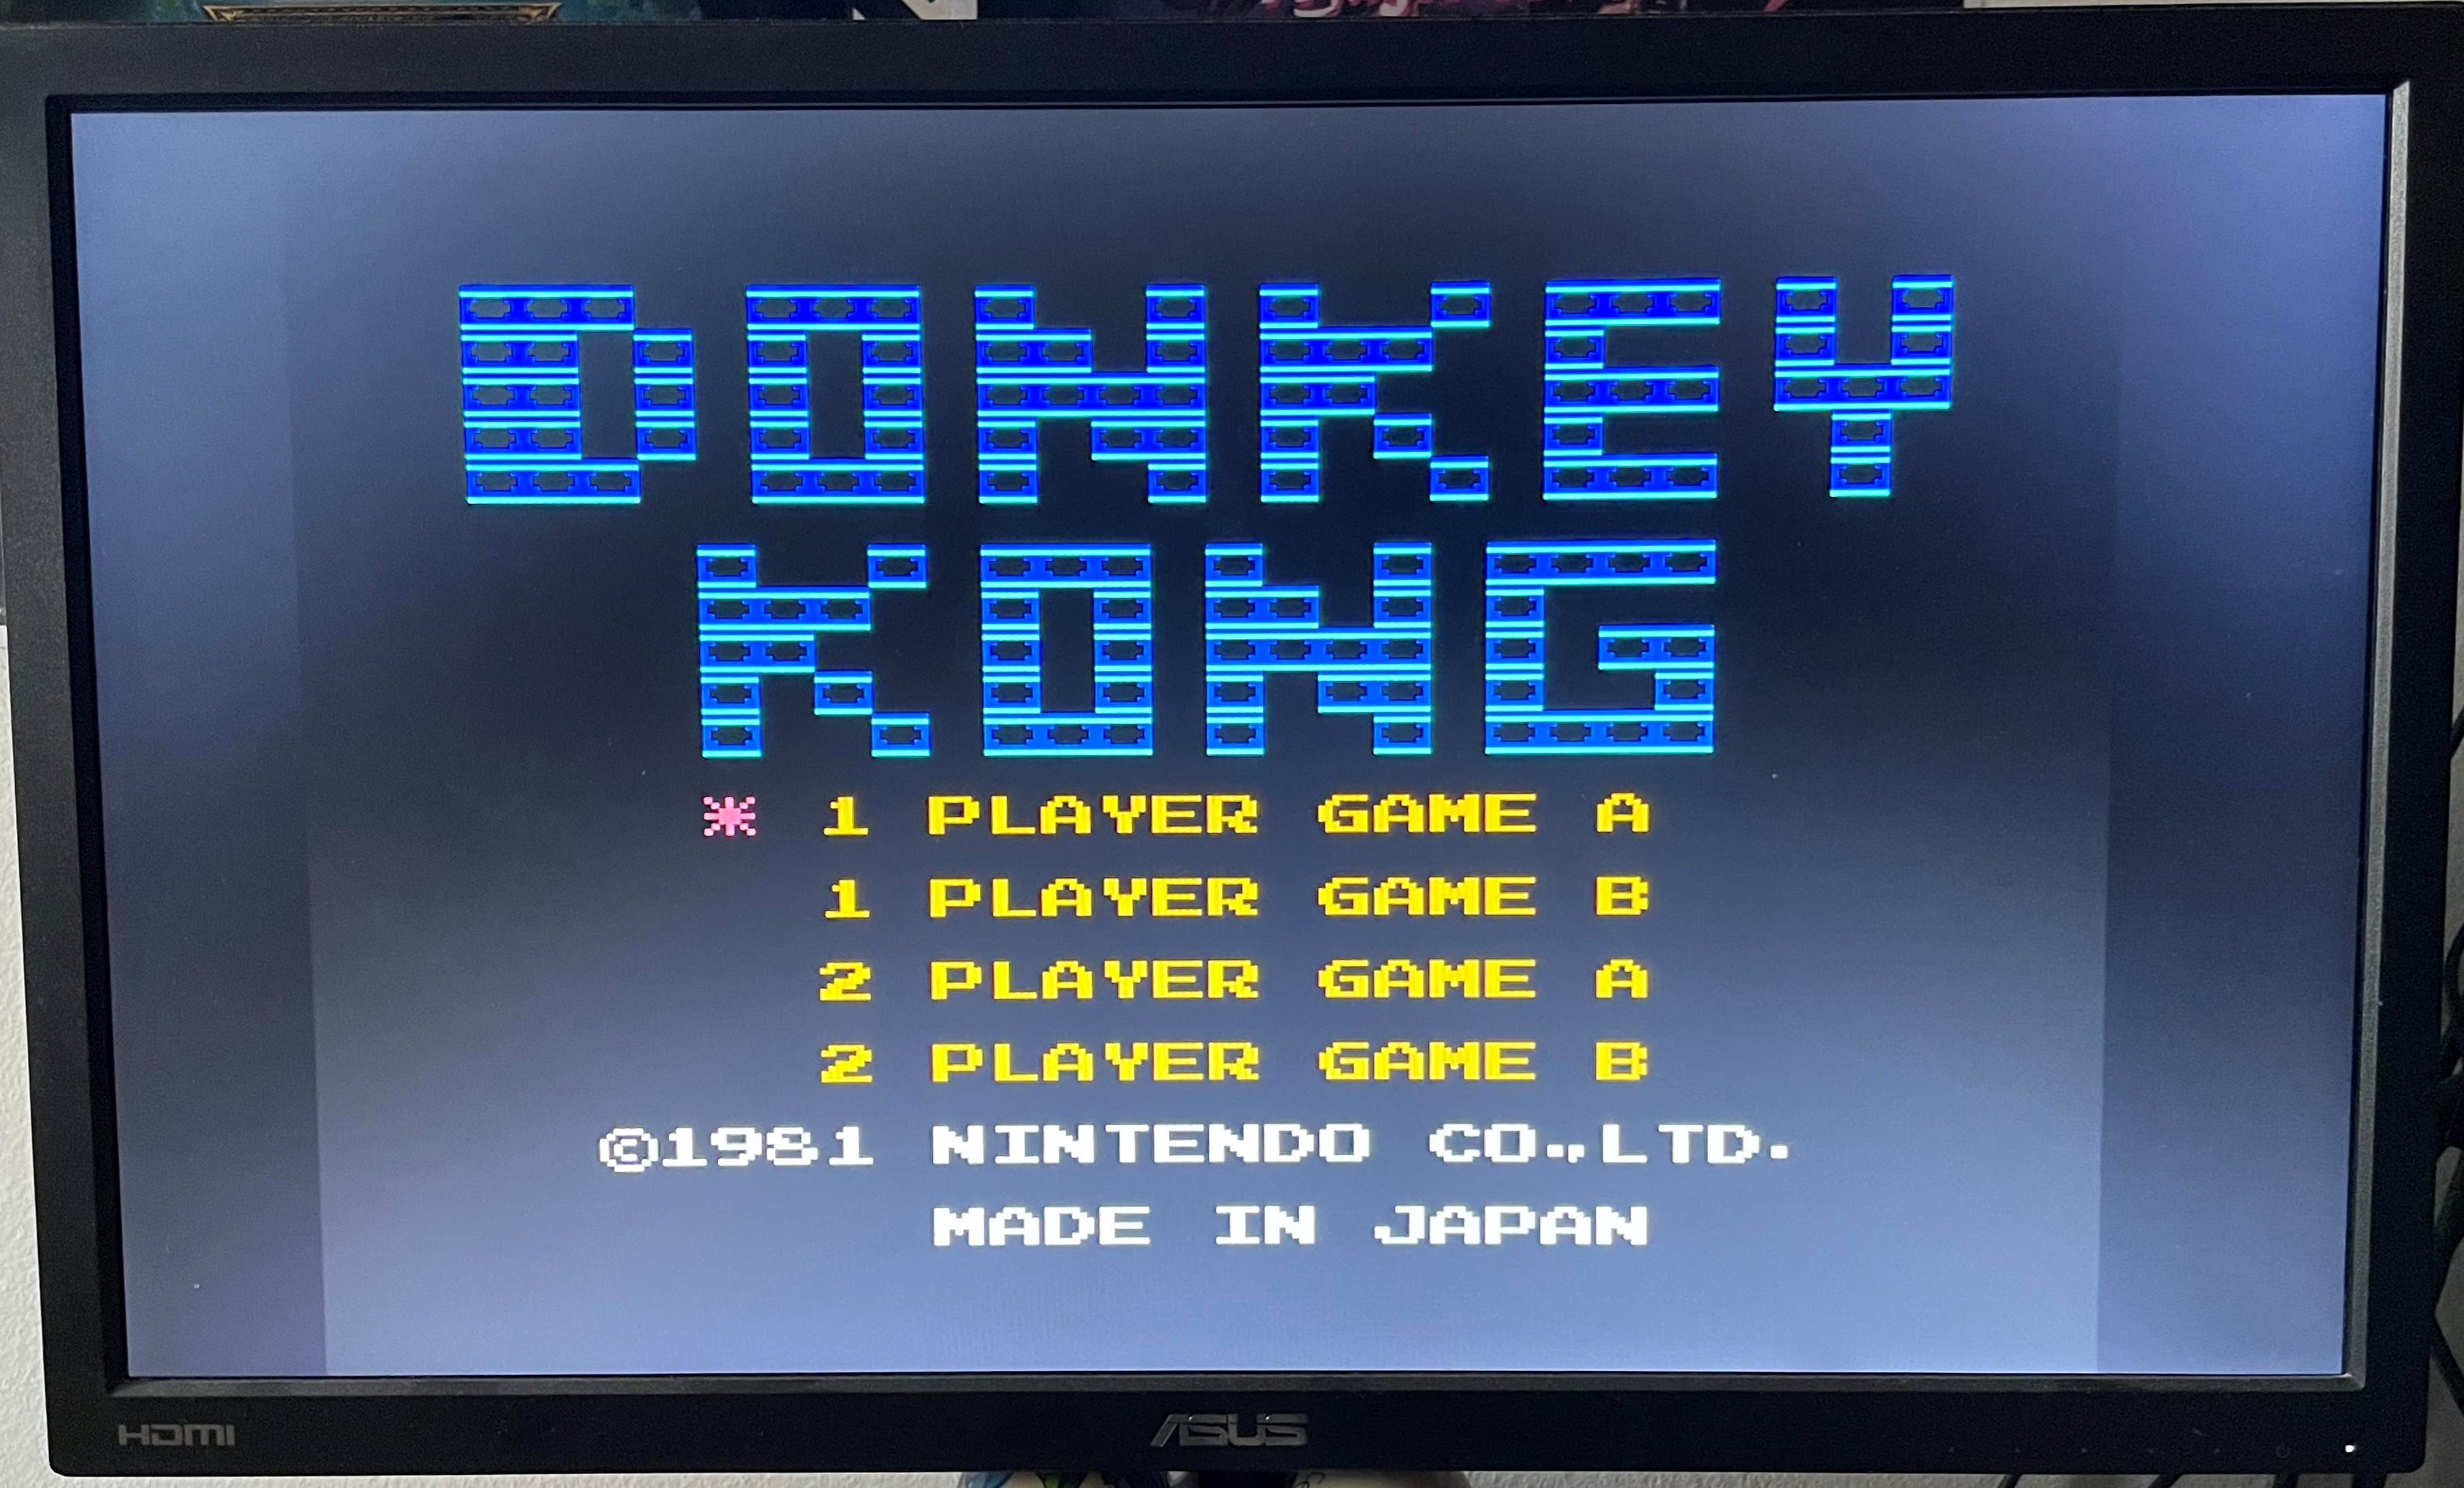 DONKEY
KONG
* 1 PLAYER GAME A
1 PLAYER GAME B
2 PLAYER GAME A
2 PLAYER GAME B
©1981 NINTENDO CO.,LTD.
MADE IN JAPAN
HDMI
ASUS